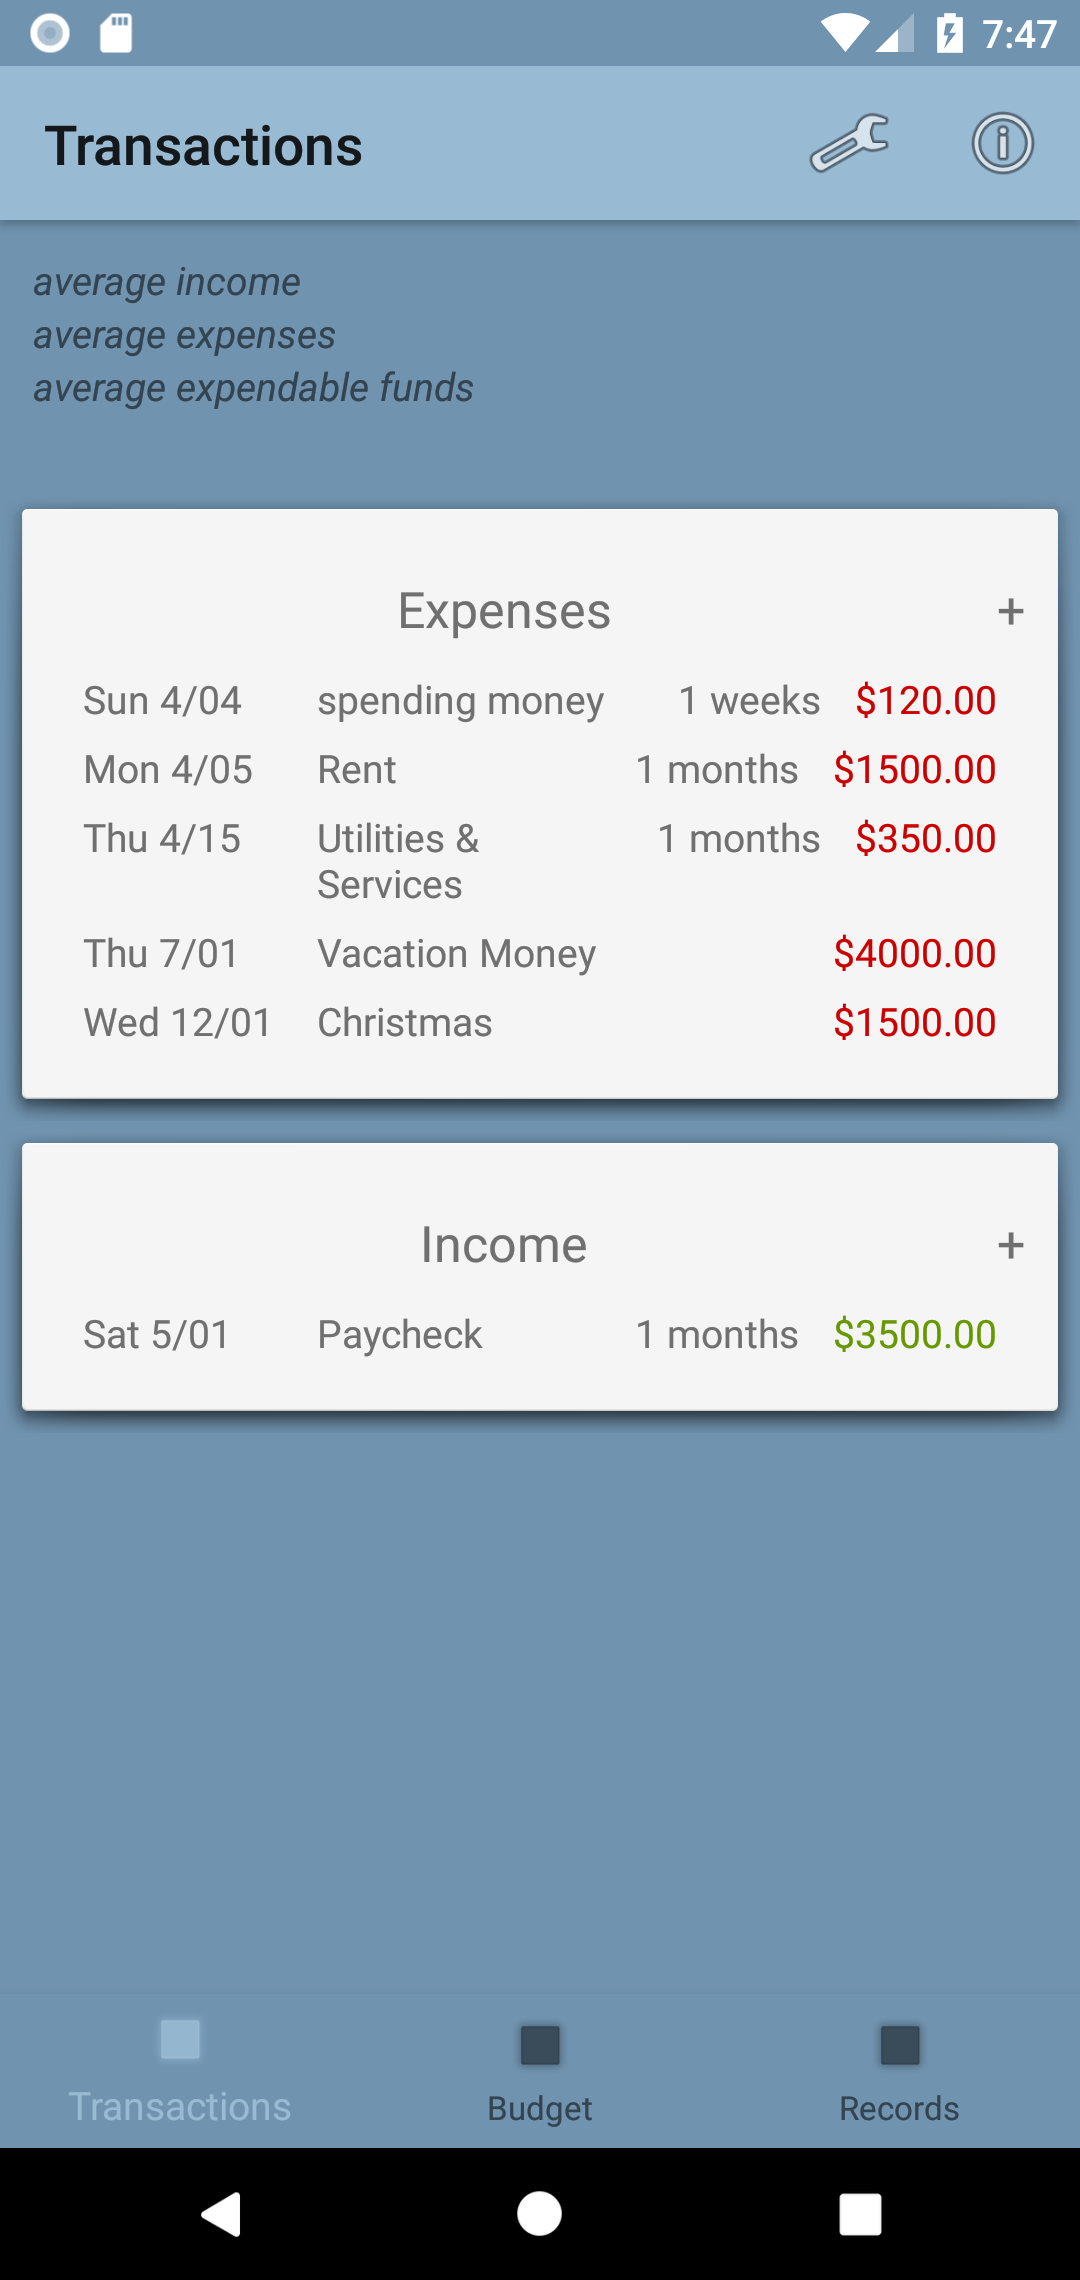 7:47
Transactions
average income
average expenses
average expendable funds
Expenses +
Sun 4/04 spending money 1 weeks $120.00
Mon 4/05 Rent 1 months $1500.00
Thu 4/15 Utilities & 1 months $350.00
Services
Thu 7/01 Vacation Money $4000.00
Wed 12/01 Christmas $1500.00
Income +
Sat 5/01 Paycheck 1 months $3500.00
Transactions Budget Records